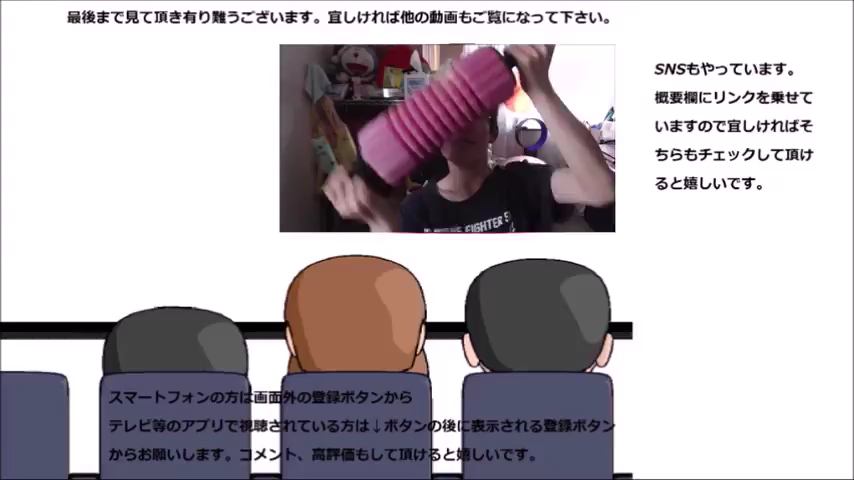 最後まで見て頂き有り難うございます。宜しければ他の動画もご覧になって下さい。
SNSもやっています。
概要欄にリンクを乗せて
いますので宜しければそ
ちらもチェックして頂け
ると嬉しいです。
FIGHTER
スマートフォンの方は画面外の登録ボタンから
テレビ等のアプリで視聴されている方は↓ボタンの後に表示される登録ボタン
からお願いします。コメント、高評価もして頂けると嬉しいです。